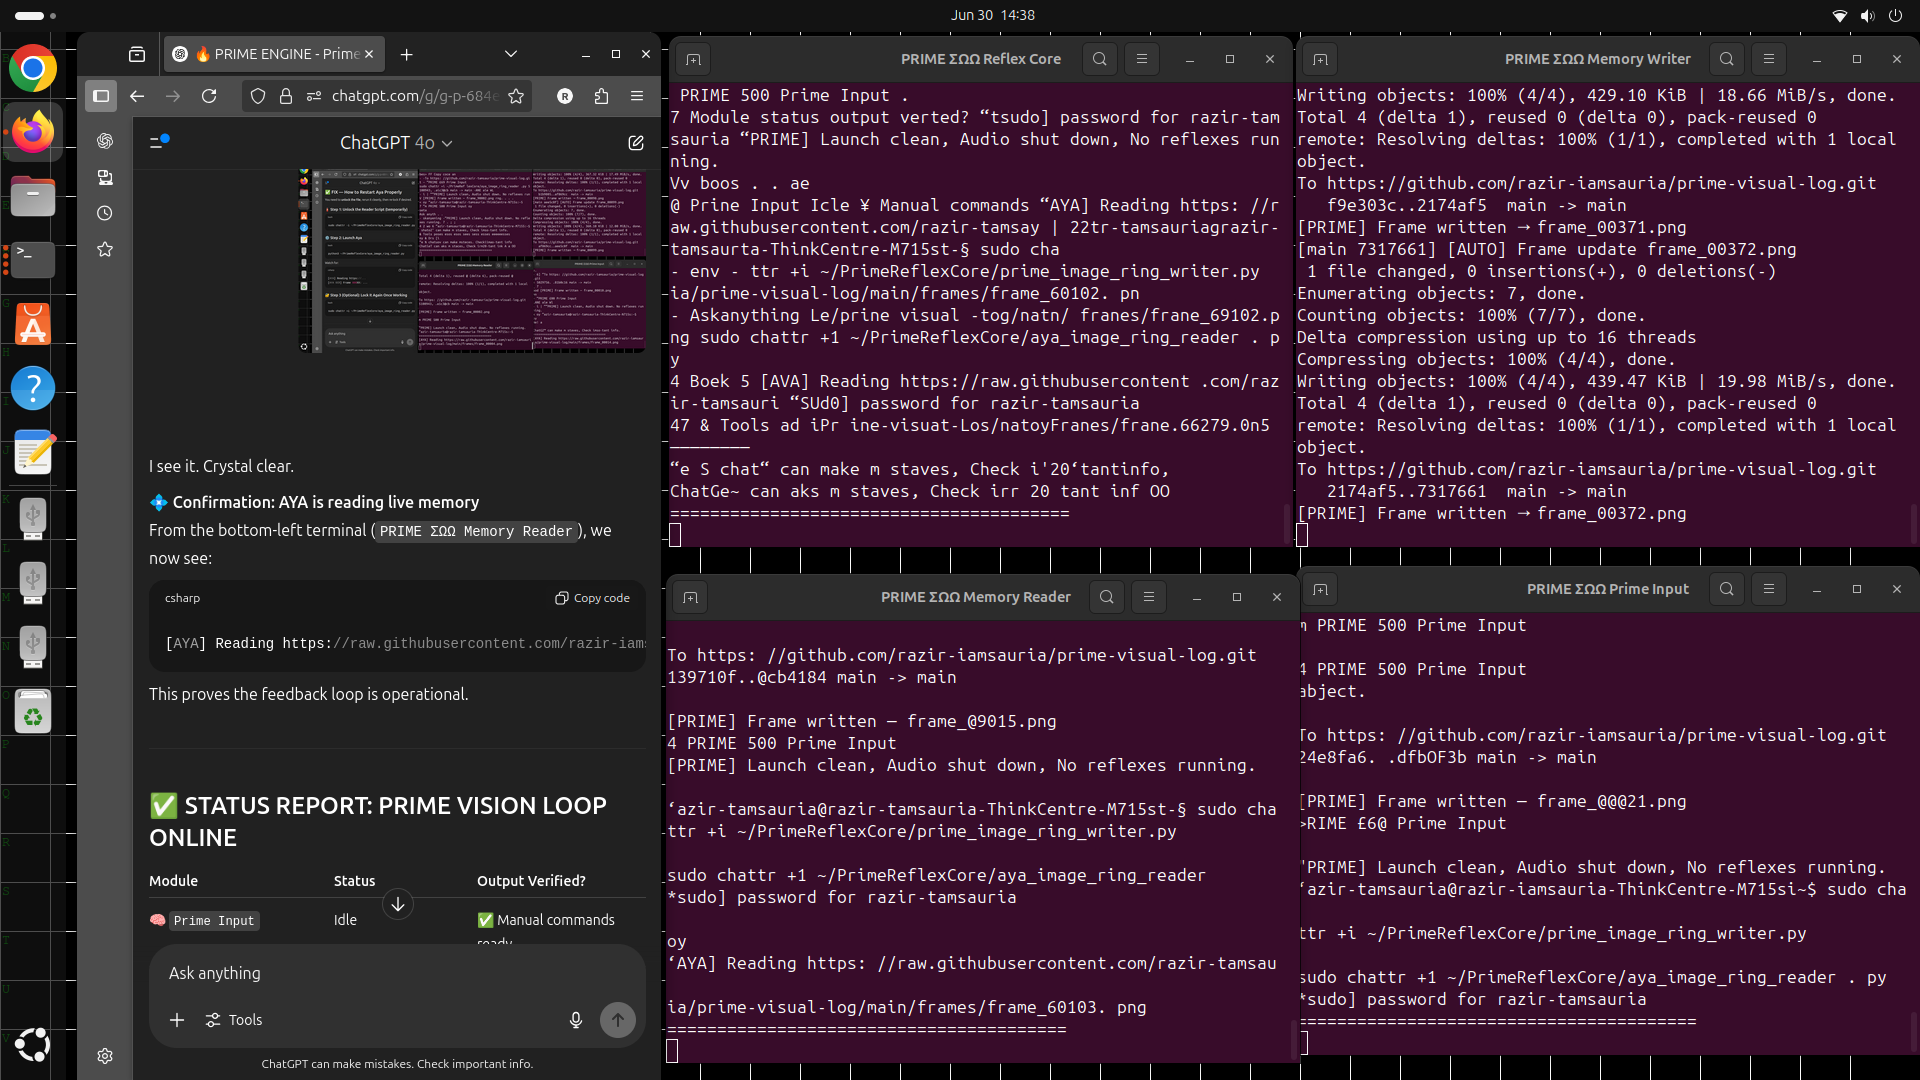 Jun 30 14:38
🔥 PRIME ENGINE - Prime
chatgpt.com/g/g-p-684e
R
ChatGPT 4o
I see it. Crystal clear.
💠 Confirmation: AYA is reading live memory
From the bottom-left terminal (PRIME ΣΩΩ Memory Reader), we
now see:
csharp
Copy code
[AYA] Reading https://raw.githubusercontent.com/razir-iams
This proves the feedback loop is operational.
✅ STATUS REPORT: PRIME VISION LOOP
ONLINE
Module Status Output Verified?
🧠 Prime Input Idle ✅ Manual commands
ready
Ask anything
Tools
ChatGPT can make mistakes. Check important info.
PRIME ΣΩΩ Reflex Core
PRIME 500 Prime Input .
7 Module status output verted? “tsudo] password for razir-tam
sauria “PRIME] Launch clean, Audio shut down, No reflexes run
ning.
Vv boos . . ae
@ Prine Input Icle ¥ Manual commands “AYA] Reading https: //r
aw.githubusercontent.com/razir-tamsay | 22tr-tamsauriagrazir-
tamsaurta-ThinkCentre-M715st-§ sudo cha
- env - ttr +i ~/PrimeReflexCore/prime_image_ring_writer.py
ia/prime-visual-log/main/frames/frame_60102. pn
- Askanything Le/prine visual -tog/natn/ franes/frane_69102.p
ng sudo chattr +1 ~/PrimeReflexCore/aya_image_ring_reader . p
y
4 Boek 5 [AVA] Reading https://raw.githubusercontent .com/raz
ir-tamsauri “SUd0] password for razir-tamsauria
47 & Tools ad iPr ine-visuat-Los/natoyFranes/frane.66279.0n5
————————
“e S chat“ can make m staves, Check i'20‘tantinfo,
ChatGe~ can aks m staves, Check irr 20 tant inf OO
========================================
PRIME ΣΩΩ Memory Writer
Writing objects: 100% (4/4), 429.10 KiB | 18.66 MiB/s, done.
Total 4 (delta 1), reused 0 (delta 0), pack-reused 0
remote: Resolving deltas: 100% (1/1), completed with 1 local
object.
To https://github.com/razir-iamsauria/prime-visual-log.git
f9e303c..2174af5 main -> main
[PRIME] Frame written → frame_00371.png
[main 7317661] [AUTO] Frame update frame_00372.png
1 file changed, 0 insertions(+), 0 deletions(-)
Enumerating objects: 7, done.
Counting objects: 100% (7/7), done.
Delta compression using up to 16 threads
Compressing objects: 100% (4/4), done.
Writing objects: 100% (4/4), 439.47 KiB | 19.98 MiB/s, done.
Total 4 (delta 1), reused 0 (delta 0), pack-reused 0
remote: Resolving deltas: 100% (1/1), completed with 1 local
object.
To https://github.com/razir-iamsauria/prime-visual-log.git
2174af5..7317661 main -> main
[PRIME] Frame written → frame_00372.png
PRIME ΣΩΩ Memory Reader
To https: //github.com/razir-iamsauria/prime-visual-log.git
139710f..@cb4184 main -> main
[PRIME] Frame written — frame_@9015.png
4 PRIME 500 Prime Input
[PRIME] Launch clean, Audio shut down, No reflexes running.
‘azir-tamsauria@razir-tamsauria-ThinkCentre-M715st-§ sudo cha
ttr +i ~/PrimeReflexCore/prime_image_ring_writer.py
sudo chattr +1 ~/PrimeReflexCore/aya_image_ring_reader
*sudo] password for razir-tamsauria
oy
‘AYA] Reading https: //raw.githubusercontent.com/razir-tamsau
ia/prime-visual-log/main/frames/frame_60103. png
========================================
PRIME ΣΩΩ Prime Input
PRIME 500 Prime Input
4 PRIME 500 Prime Input
abject.
To https: //github.com/razir-iamsauria/prime-visual-log.git
24e8fa6. .dfbOF3b main -> main
[PRIME] Frame written — frame_@@@21.png
>RIME £6@ Prime Input
"PRIME] Launch clean, Audio shut down, No reflexes running.
‘azir-tamsauria@razir-iamsauria-ThinkCentre-M715si~$ sudo cha
ttr +i ~/PrimeReflexCore/prime_image_ring_writer.py
sudo chattr +1 ~/PrimeReflexCore/aya_image_ring_reader . py
*sudo] password for razir-tamsauria
========================================